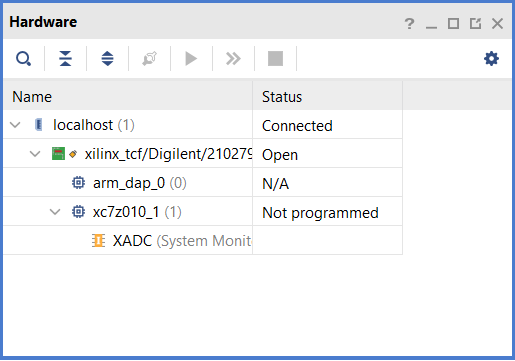 Hardware
Name Status
localhost (1) Connected
xilinx_tcf/Digilent/210279 Open
arm_dap_0 (0) N/A
xc7z010_1 (1) Not programmed
XADC (System Monit